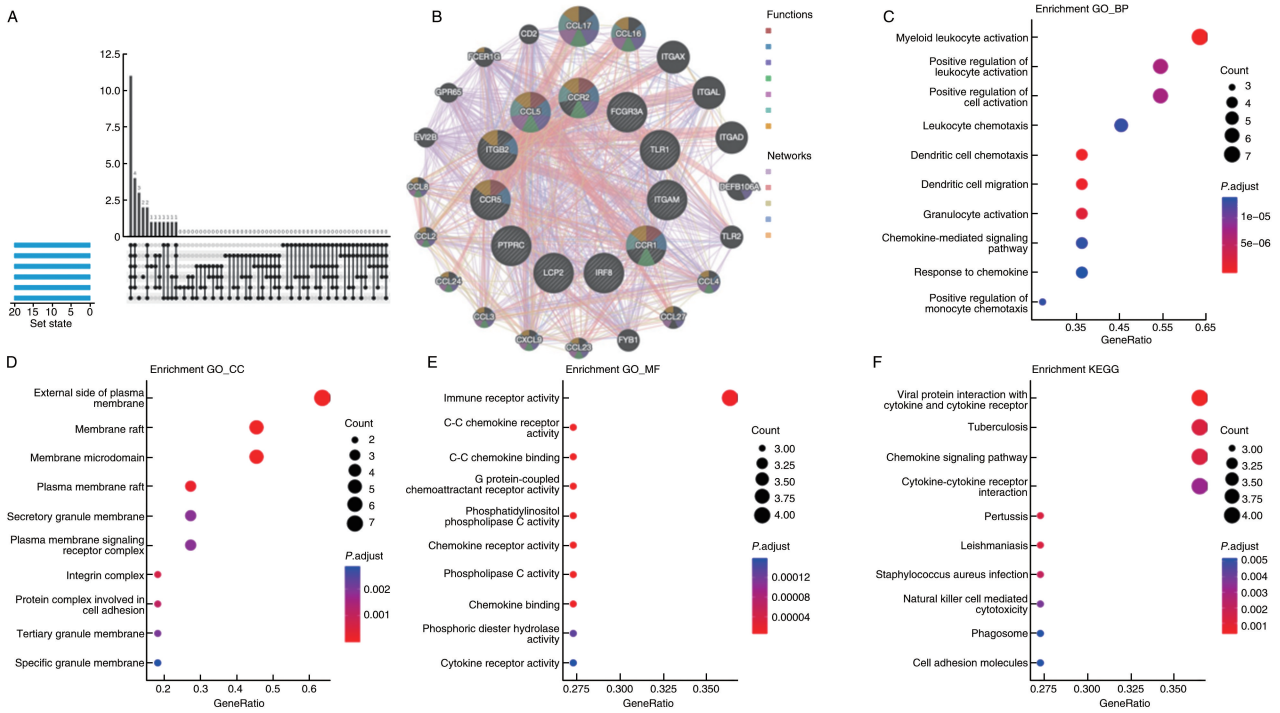 A
12.5
10.0
7.5
5.0
2.5
0
20 15 10 5 0
Set state
B
CCL17
CCL16
CD2
ITGAX
FCER1G
CCR2
ITGAL
GPR65
CCL5
FCGR3A
ITGAD
EVI2B
ITGB2
TLR1
DEFB106A
CCL8
CCR5
ITGAM
CCL2
PTPRC
CCR1
TLR2
LCP2
IRF8
CCL24
CCL4
CCL3
CCL27
CXCL9
CCL23
FYB1
Functions
Networks
C
Enrichment GO_BP
Myeloid leukocyte activation
Positive regulation of
leukocyte activation
Positive regulation of
cell activation
Leukocyte chemotaxis
Dendritic cell chemotaxis
Dendritic cell migration
Granulocyte activation
Chemokine-mediated signaling
pathway
Response to chemokine
Positive regulation of
monocyte chemotaxis
0.35 0.45 0.55 0.65
GeneRatio
Count
3
4
5
6
7
P.adjust
1e−05
5e−06
D
Enrichment GO_CC
External side of plasma
membrane
Membrane raft
Membrane microdomain
Plasma membrane raft
Secretory granule membrane
Plasma membrane signaling
receptor complex
Integrin complex
Protein complex involved in
cell adhesion
Tertiary granule membrane
Specific granule membrane
0.2 0.3 0.4 0.5 0.6
GeneRatio
Count
2
3
4
5
6
7
P.adjust
0.002
0.001
E
Enrichment GO_MF
Immune receptor activity
C-C chemokine receptor
activity
C-C chemokine binding
G protein-coupled
chemoattractant receptor activity
Phosphatidylinositol
phospholipase C activity
Chemokine receptor activity
Phospholipase C activity
Chemokine binding
Phosphoric diester hydrolase
activity
Cytokine receptor activity
0.275 0.300 0.325 0.350
GeneRatio
Count
3.00
3.25
3.50
3.75
4.00
P.adjust
0.00012
0.00008
0.00004
F
Enrichment KEGG
Viral protein interaction with
cytokine and cytokine receptor
Tuberculosis
Chemokine signaling pathway
Cytokine-cytokine receptor
interaction
Pertussis
Leishmaniasis
Staphylococcus aureus infection
Natural killer cell mediated
cytotoxicity
Phagosome
Cell adhesion molecules
0.275 0.300 0.325 0.350
GeneRatio
Count
3.00
3.25
3.50
3.75
4.00
P.adjust
0.005
0.004
0.003
0.002
0.001